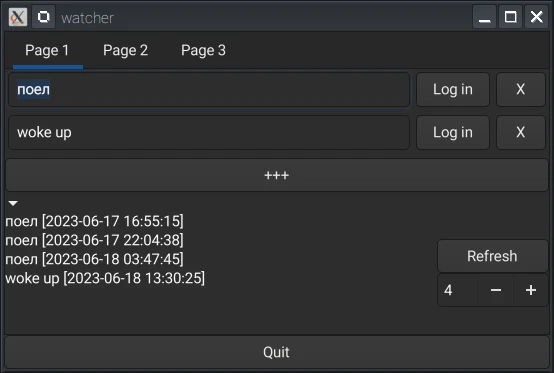 watcher
Page 1 Page 2 Page 3
поел Log in X
woke up Log in X
+++
поел [2023-06-17 16:55:15]
поел [2023-06-17 22:04:38]
поел [2023-06-18 03:47:45]
woke up [2023-06-18 13:30:25]
Refresh
4 − +
Quit